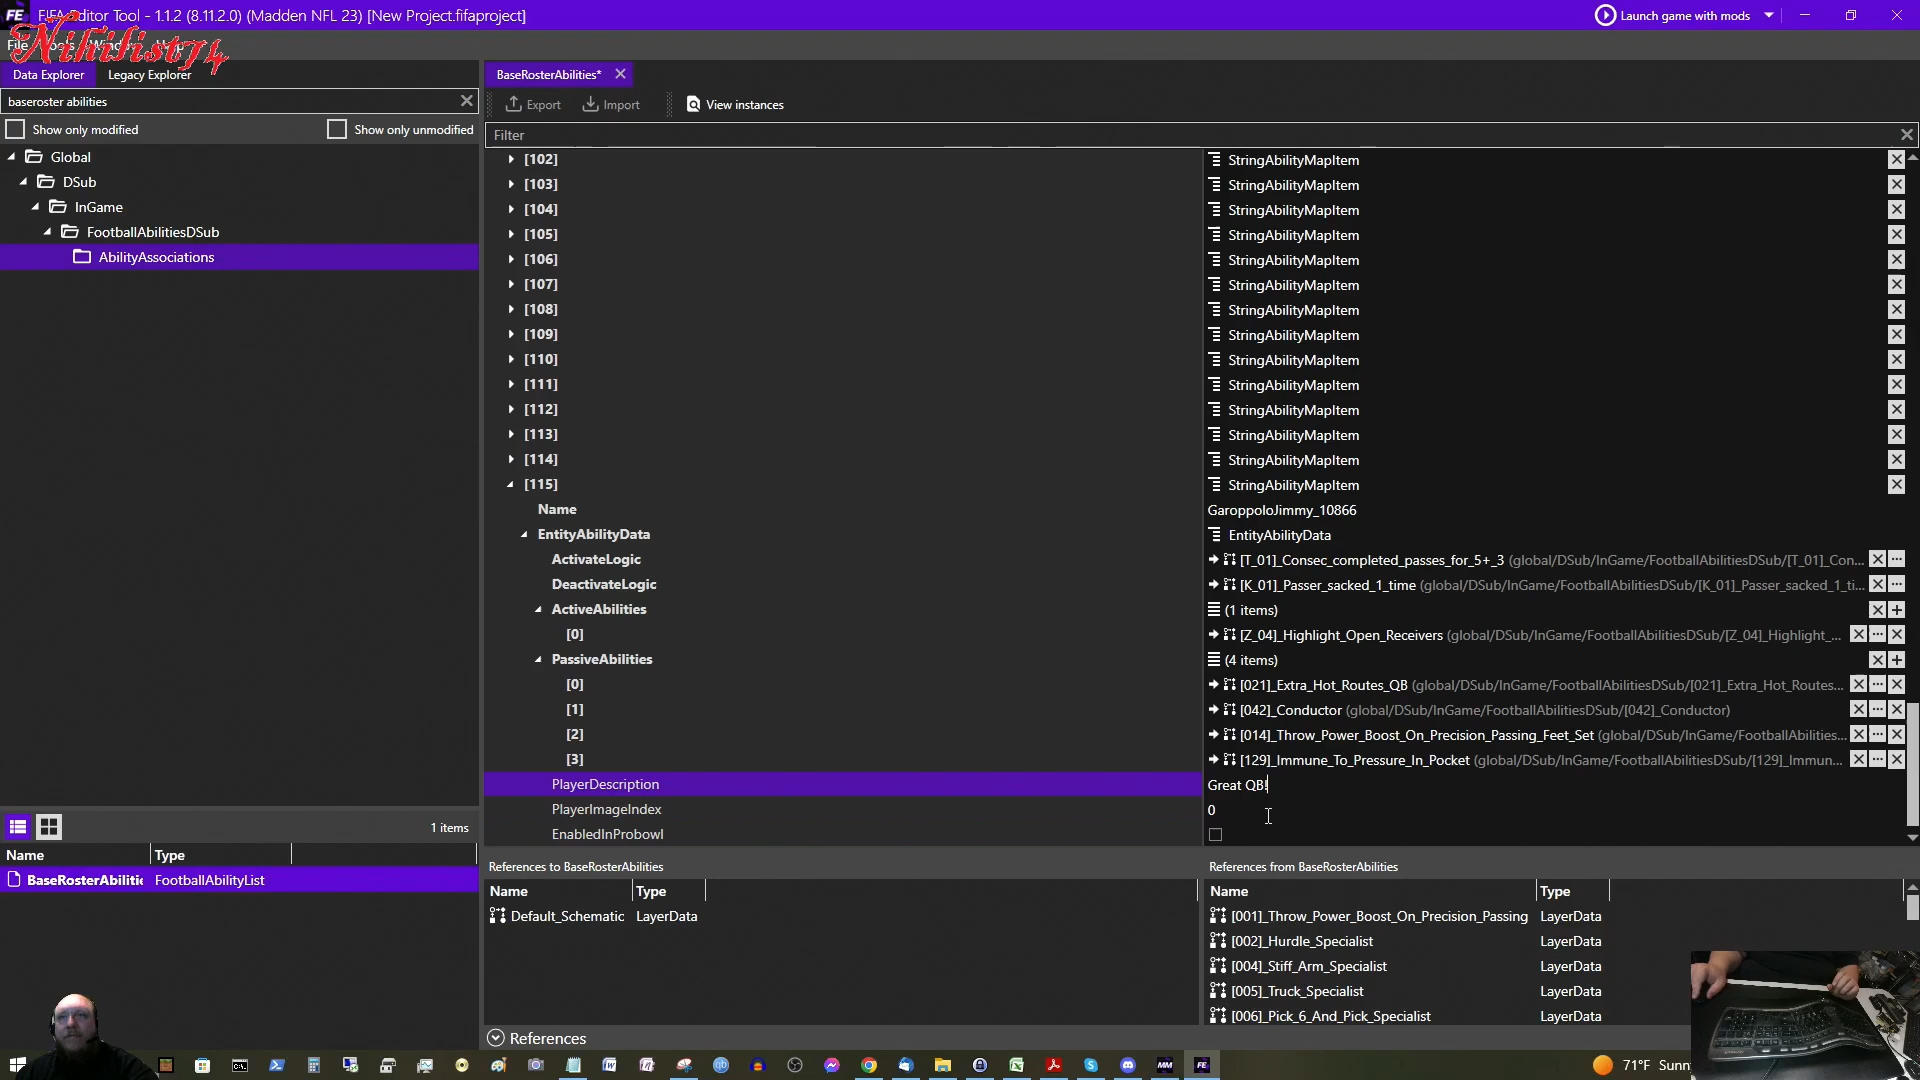 FIFA Editor Tool - 1.1.2 (8.11.2.0) (Madden NFL 23) [New Project.fifaproject]
Launch game with mods
Nihilist74
Data Explorer
Legacy Explorer
BaseRosterAbilities*
baseroster abilities
Export
Import
View instances
Show only modified
Show only unmodified
Filter
Global
DSub
InGame
FootballAbilitiesDSub
AbilityAssociations
[102] StringAbilityMapItem
[103] StringAbilityMapItem
[104] StringAbilityMapItem
[105] StringAbilityMapItem
[106] StringAbilityMapItem
[107] StringAbilityMapItem
[108] StringAbilityMapItem
[109] StringAbilityMapItem
[110] StringAbilityMapItem
[111] StringAbilityMapItem
[112] StringAbilityMapItem
[113] StringAbilityMapItem
[114] StringAbilityMapItem
[115] StringAbilityMapItem
Name GaroppoloJimmy_10866
EntityAbilityData EntityAbilityData
ActivateLogic [T_01]_Consec_completed_passes_for_5+_3 (global/DSub/InGame/FootballAbilitiesDSub/[T_01]_Con...
DeactivateLogic [K_01]_Passer_sacked_1_time (global/DSub/InGame/FootballAbilitiesDSub/[K_01]_Passer_sacked_1_ti...
ActiveAbilities (1 items)
[0] [Z_04]_Highlight_Open_Receivers (global/DSub/InGame/FootballAbilitiesDSub/[Z_04]_Highlight_...
PassiveAbilities (4 items)
[0] [021]_Extra_Hot_Routes_QB (global/DSub/InGame/FootballAbilitiesDSub/[021]_Extra_Hot_Routes...
[1] [042]_Conductor (global/DSub/InGame/FootballAbilitiesDSub/[042]_Conductor)
[2] [014]_Throw_Power_Boost_On_Precision_Passing_Feet_Set (global/DSub/InGame/FootballAbilities...
[3] [129]_Immune_To_Pressure_In_Pocket (global/DSub/InGame/FootballAbilitiesDSub/[129]_Immun...
PlayerDescription Great QB!
PlayerImageIndex 0
EnabledInProbowl
1 items
Name Type
BaseRosterAbilitie FootballAbilityList
References to BaseRosterAbilities
Name Type
Default_Schematic LayerData
References from BaseRosterAbilities
Name Type
[001]_Throw_Power_Boost_On_Precision_Passing LayerData
[002]_Hurdle_Specialist LayerData
[004]_Stiff_Arm_Specialist LayerData
[005]_Truck_Specialist LayerData
[006]_Pick_6_And_Pick_Specialist LayerData
References
71°F Sunn